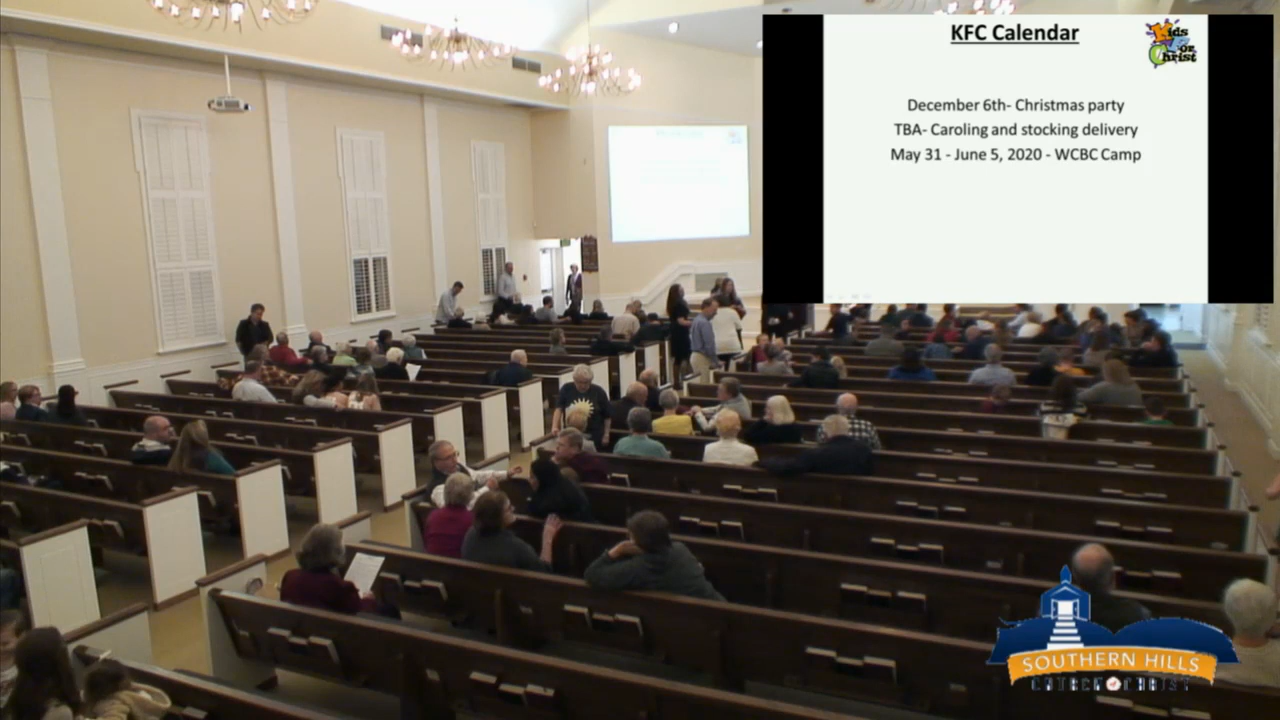 KFC Calendar
Kids
For
Christ
December 6th- Christmas party
TBA- Caroling and stocking delivery
May 31 - June 5, 2020 - WCBC Camp
SOUTHERN HILLS
CHURCH OF CHRIST